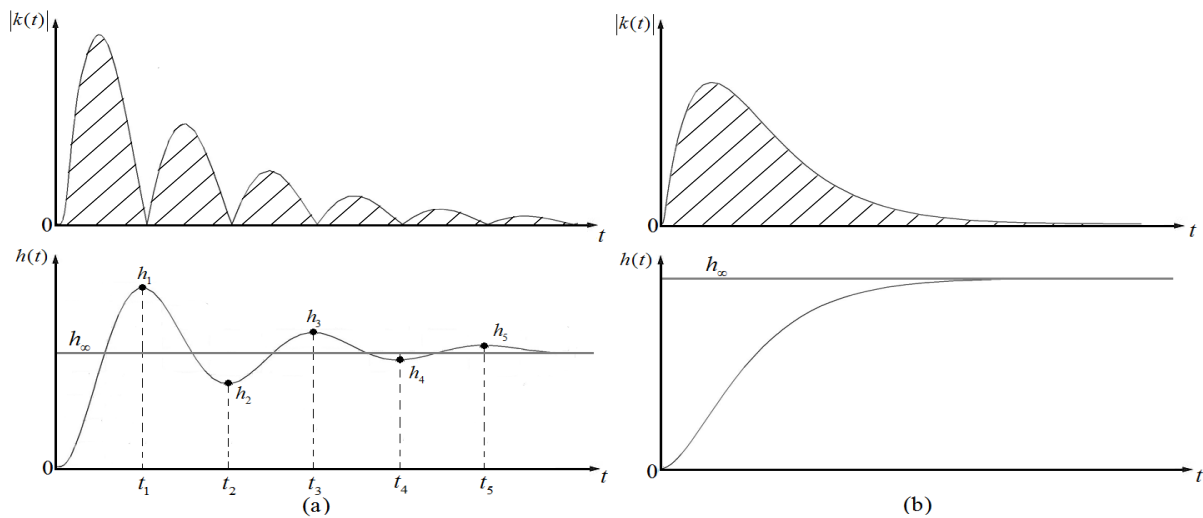 |k(t)|
0
t
h(t)
h₁
h₃
h₅
h∞
h₂
h₄
0
t₁ t₂ t₃ t₄ t₅
t
(a)
|k(t)|
0
t
h(t)
h∞
0
t
(b)